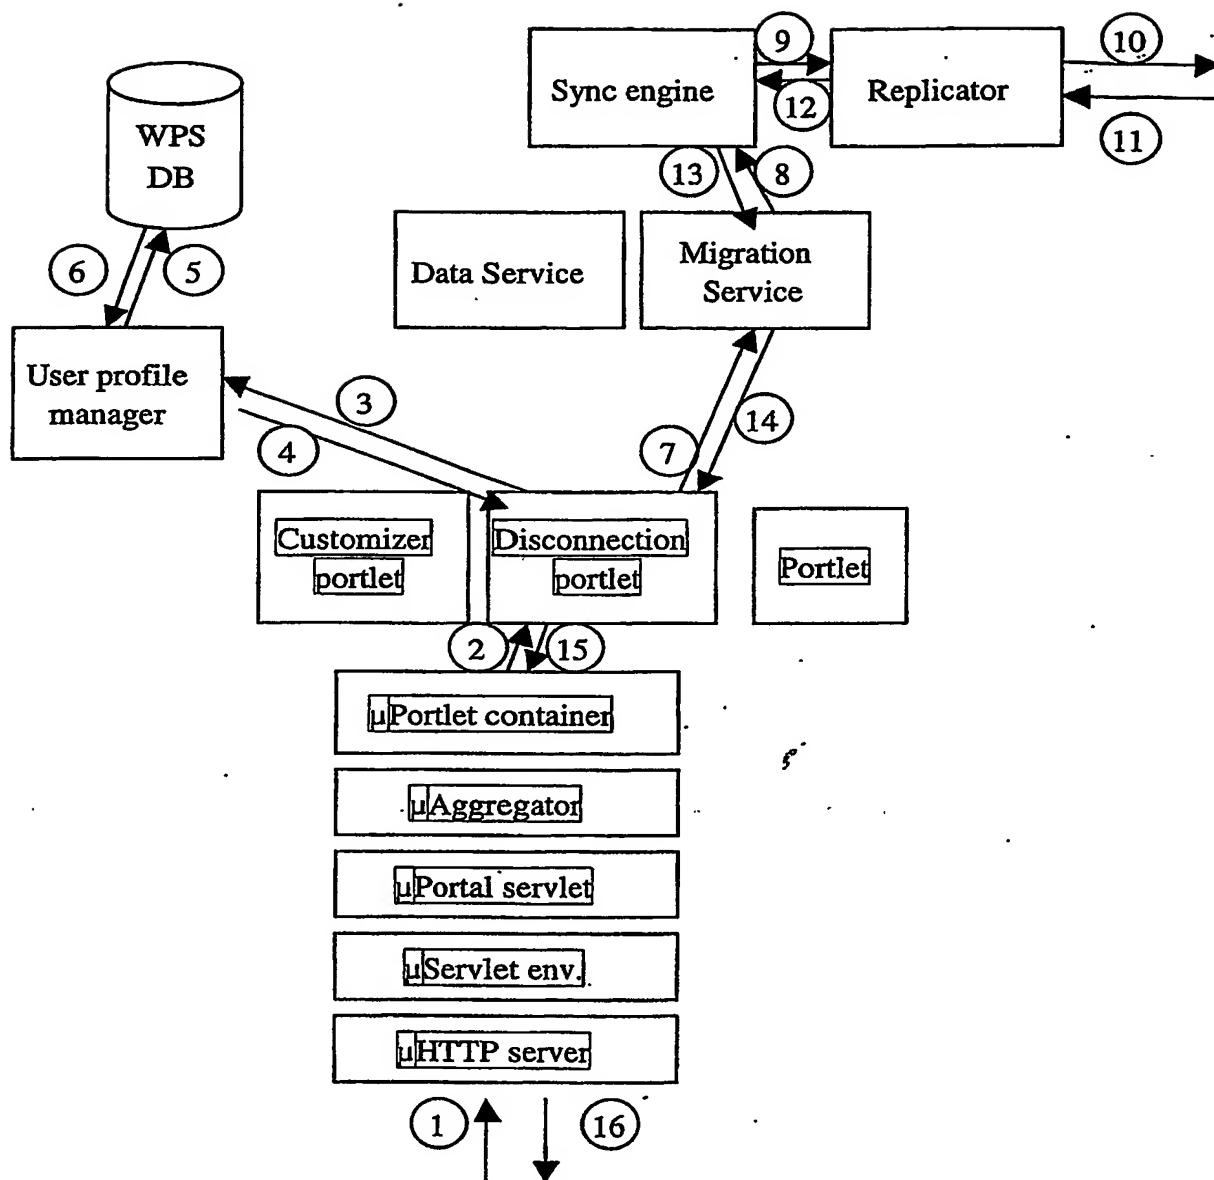 9
10
Sync engine
Replicator
12
11
WPS
DB
13
8
6
5
Data Service
Migration
Service
User profile
manager
3
4
7
14
Customizer
portlet
Disconnection
portlet
Portlet
2
15
µPortlet container
µAggregator
µPortal servlet
µServlet env.
µHTTP server
1
16